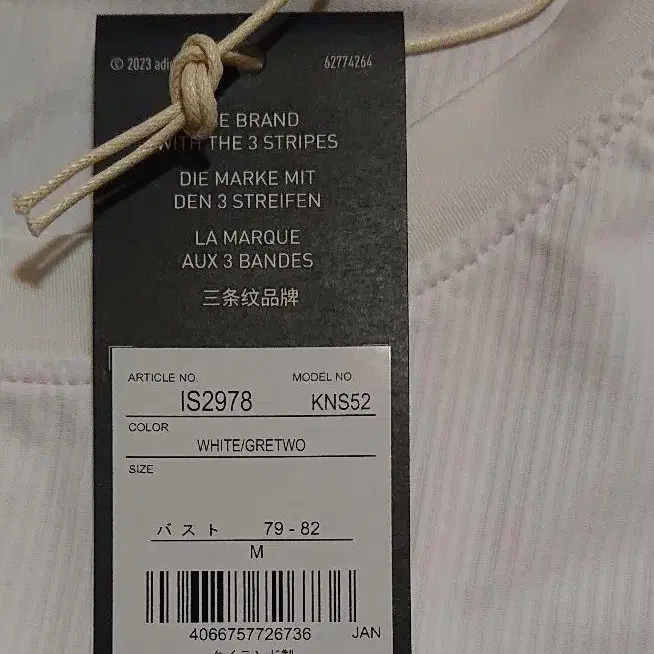 © 2023 adi
62774264
E BRAND
WITH THE 3 STRIPES
DIE MARKE MIT
DEN 3 STREIFEN
LA MARQUE
AUX 3 BANDES
三条纹品牌
ARTICLE NO. MODEL NO
IS2978 KNS52
COLOR
WHITE/GRETWO
SIZE
バスト 79 - 82
M
4066757726736 JAN